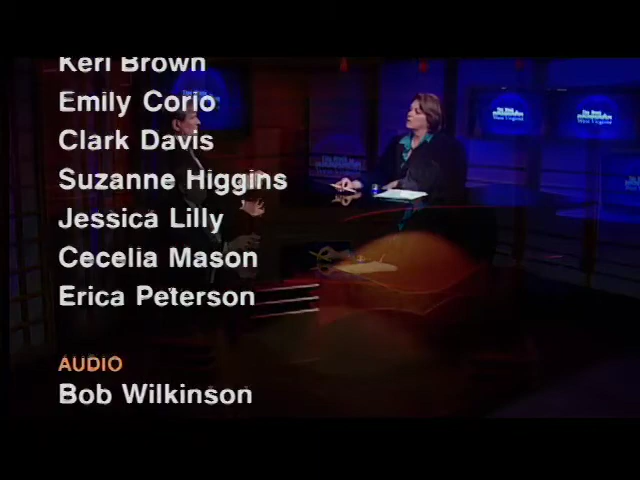 Keri Brown
Emily Corio
Clark Davis
Suzanne Higgins
Jessica Lilly
Cecelia Mason
Erica Peterson
AUDIO
Bob Wilkinson